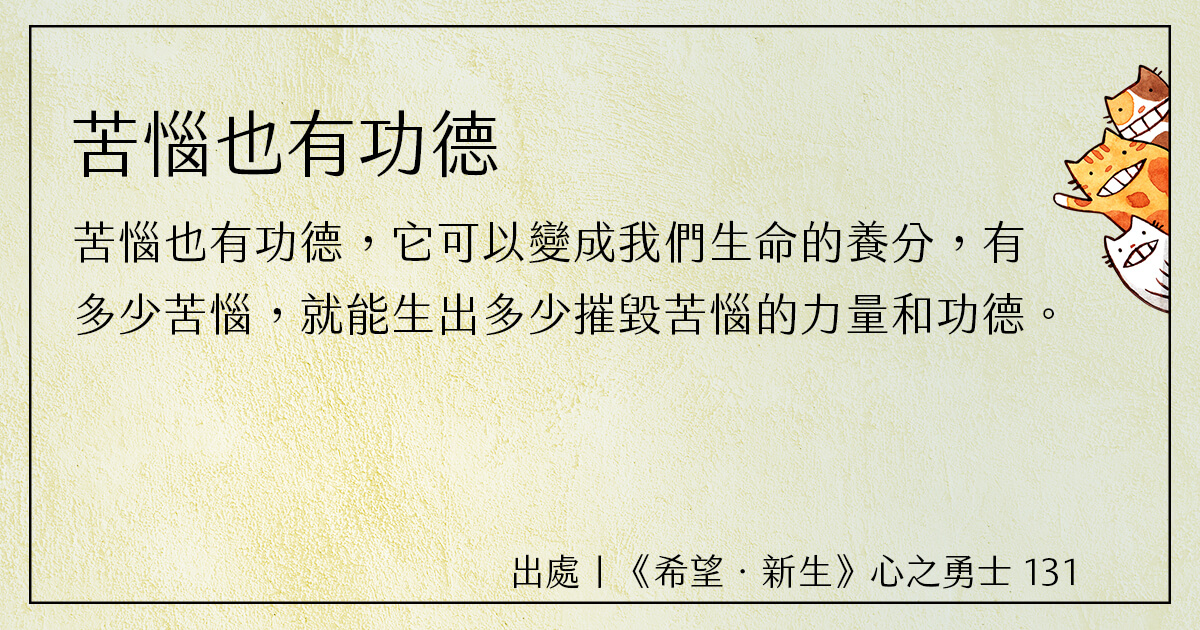 苦惱也有功德
苦惱也有功德，它可以變成我們生命的養分，有
多少苦惱，就能生出多少摧毀苦惱的力量和功德。
出處｜《希望．新生》心之勇士 131